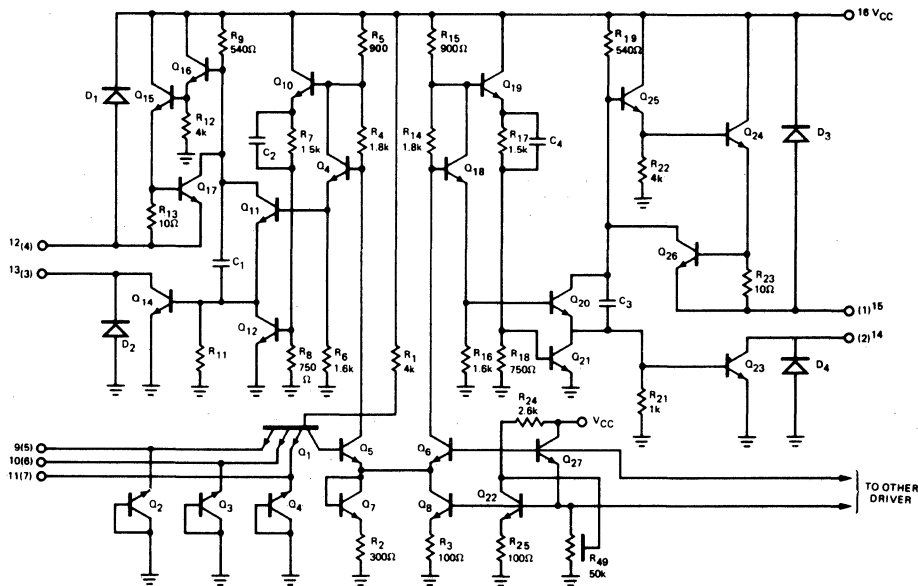 16 VCC
R9
540Ω
R5
900
R15
900Ω
R19
540Ω
Q16
Q15
Q10
Q19
Q25
Q24
D1
D3
R12
4k
C2
R7
1 5k
R4
1.8k
R14
1.8k
R17
1.5k
C4
R22
4k
Q4
Q18
Q17
Q11
R13
10Ω
12(4)
13(3)
C1
Q26
R23
10Ω
Q14
Q20
C3
(1)15
(2)14
Q12
Q21
D2
R11
R8
750
Ω
R6
1.6k
R1
4k
R16
1.6k
R18
750Ω
R21
1k
Q23
D4
R24
2.6k
VCC
9(5)
10(6)
11(7)
Q1
Q5
Q6
Q27
Q2
Q3
Q4
Q7
Q8
Q22
TO OTHER
DRIVER
R2
300Ω
R3
100Ω
R25
100Ω
R49
50k